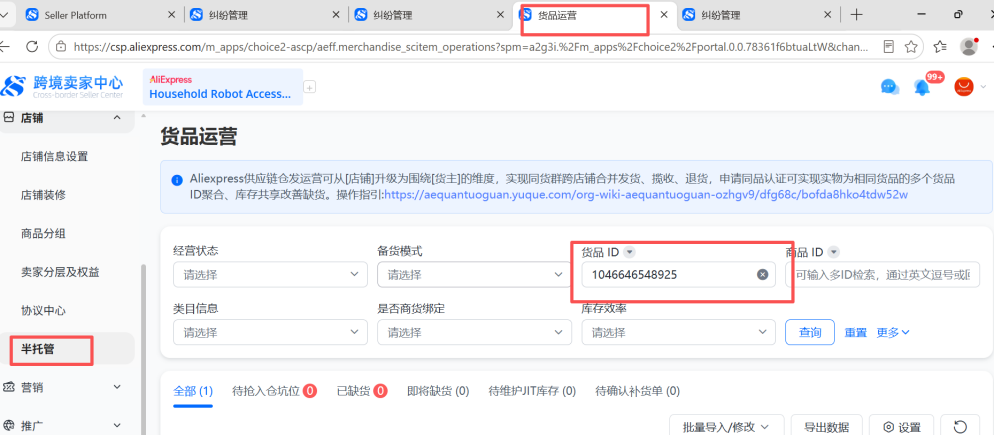 Seller Platform
纠纷管理
纠纷管理
货品运营
纠纷管理
https://csp.aliexpress.com/m_apps/choice2-ascp/aeff.merchandise_scitem_operations?spm=a2g3i.%2Fm_apps%2Fchoice2%2Fportal.0.0.78361f6btuaLtW&chan...
跨境卖家中心
Cross-border Seller Center
AliExpress
Household Robot Access...
99+
店铺
店铺信息设置
店铺装修
商品分组
卖家分层及权益
协议中心
半托管
营销
推广
货品运营
Aliexpress供应链仓发运营可从[店铺]升级为围绕[货主]的维度，实现同货群跨店铺合并发货、揽收、退货，申请同品认证可实现实物为相同货品的多个货品
ID聚合、库存共享改善缺货。操作指引:https://aequantuoguan.yuque.com/org-wiki-aequantuoguan-ozhgv9/dfg68c/bofda8hko4tdw52w
经营状态 备货模式 货品 ID 商品 ID
请选择 请选择 1046646548925 可输入多ID检索，通过英文逗号或回
类目信息 是否商货绑定 库存效率
请选择 请选择 请选择 查询 重置 更多
全部 (1) 待抢入仓坑位 0 已缺货 0 即将缺货 (0) 待维护JIT库存 (0) 待确认补货单 (0)
批量导入/修改 导出数据 设置